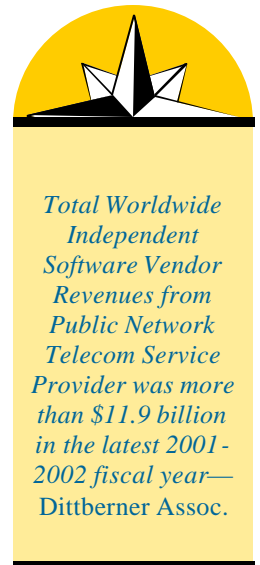 Total Worldwide
Independent
Software Vendor
Revenues from
Public Network
Telecom Service
Provider was more
than $11.9 billion
in the latest 2001-
2002 fiscal year—
Dittberner Assoc.